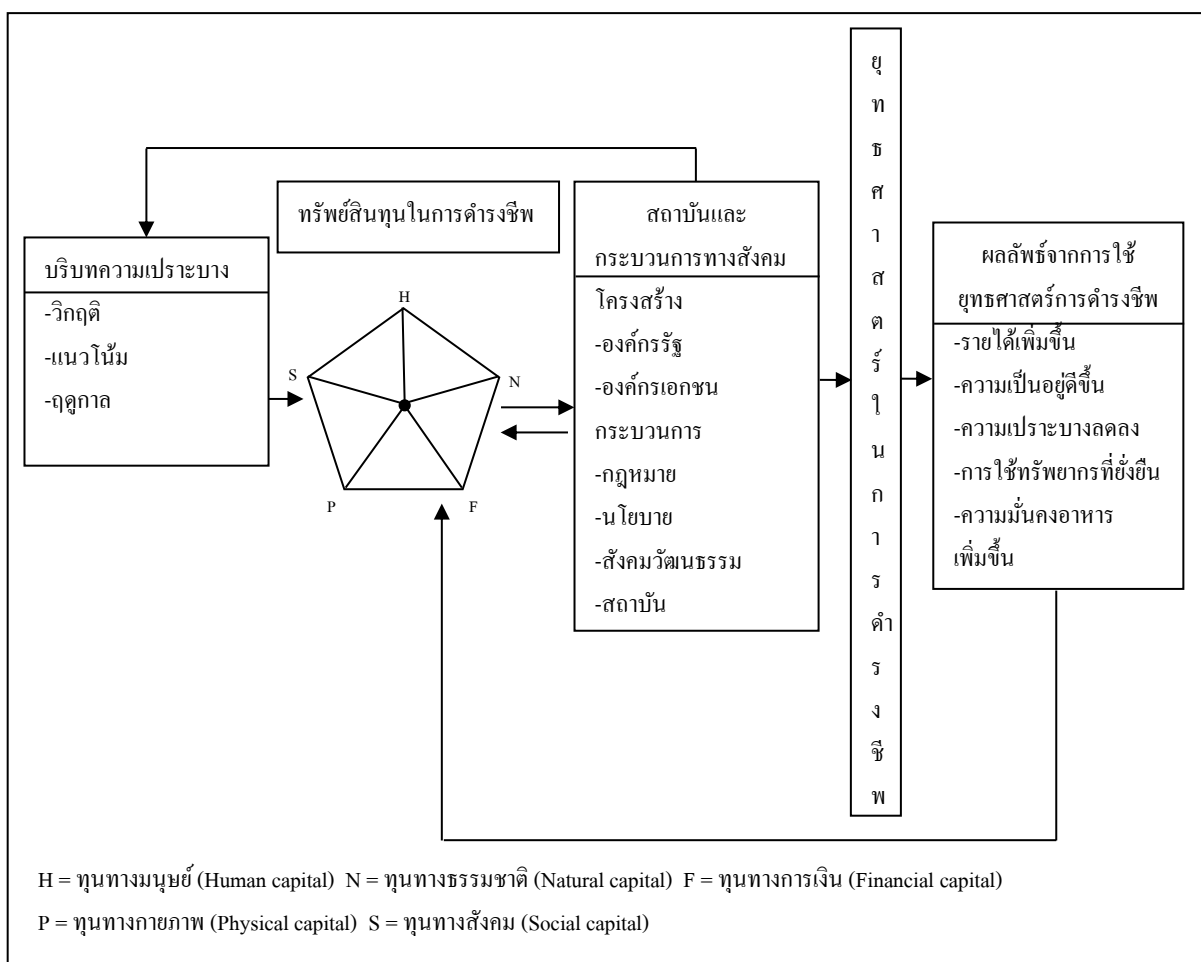 ทรัพย์สินทุนในการดำรงชีพ
บริบทความเปราะบาง
-วิกฤติ
-แนวโน้ม
-ฤดูกาล
H
S
N
P
F
สถาบันและ
กระบวนการทางสังคม
โครงสร้าง
-องค์กรรัฐ
-องค์กรเอกชน
กระบวนการ
-กฎหมาย
-นโยบาย
-สังคมวัฒนธรรม
-สถาบัน
ยุ
ท
ธ
ศ
า
ส
ต
ร์
ใ
น
ก
า
ร
ดำ
ร
ง
ชี
พ
ผลลัพธ์จากการใช้
ยุทธศาสตร์การดำรงชีพ
-รายได้เพิ่มขึ้น
-ความเป็นอยู่ดีขึ้น
-ความเปราะบางลดลง
-การใช้ทรัพยากรที่ยั่งยืน
-ความมั่นคงอาหาร
เพิ่มขึ้น
H = ทุนทางมนุษย์ (Human capital) N = ทุนทางธรรมชาติ (Natural capital) F = ทุนทางการเงิน (Financial capital)
P = ทุนทางกายภาพ (Physical capital) S = ทุนทางสังคม (Social capital)